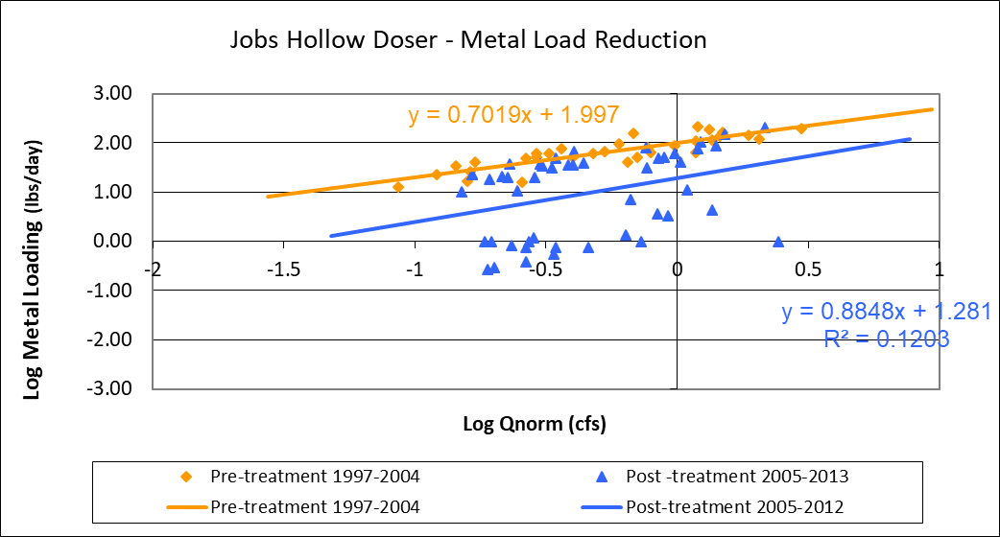 Jobs Hollow Doser - Metal Load Reduction
3.00
y = 0.7019x + 1.997
2.00
1.00
0.00
-2 -1.5 -1 -0.5 0 0.5 1
-1.00
y = 0.8848x + 1.281
-2.00
R² = 0.1203
-3.00
Log Metal Loading (lbs/day)
Log Qnorm (cfs)
Pre-treatment 1997-2004 Post -treatment 2005-2013
Pre-treatment 1997-2004 Post-treatment 2005-2012